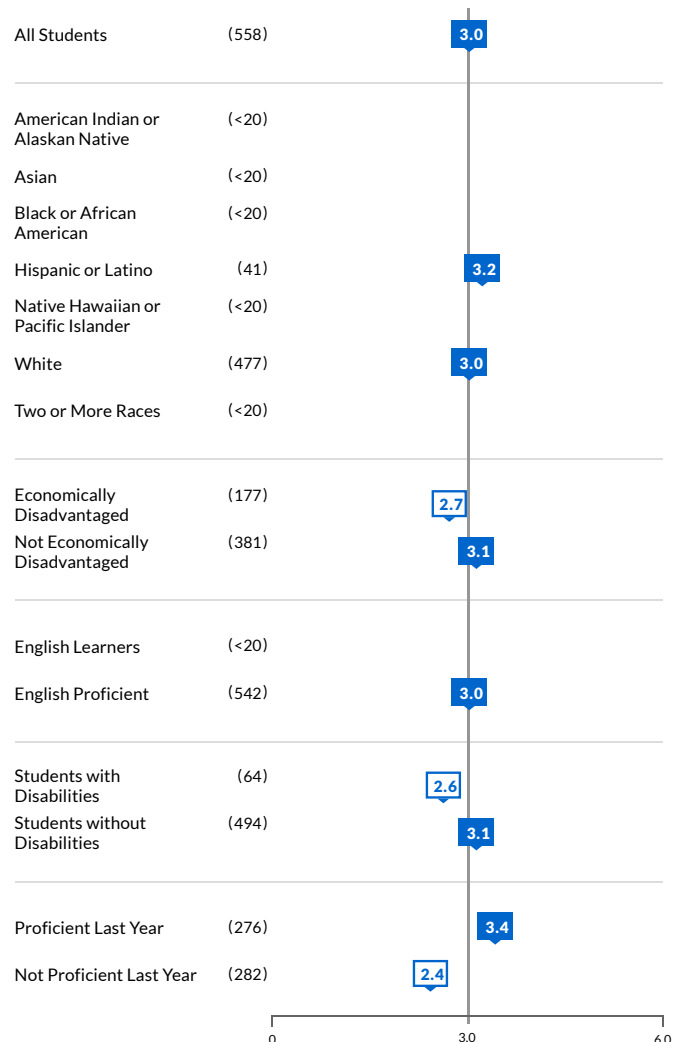 All Students (558) 3.0
American Indian or (<20)
Alaskan Native
Asian (<20)
Black or African (<20)
American
Hispanic or Latino (41) 3.2
Native Hawaiian or (<20)
Pacific Islander
White (477) 3.0
Two or More Races (<20)
Economically (177) 2.7
Disadvantaged
Not Economically (381) 3.1
Disadvantaged
English Learners (<20)
English Proficient (542) 3.0
Students with (64) 2.6
Disabilities
Students without (494) 3.1
Disabilities
Proficient Last Year (276) 3.4
Not Proficient Last Year (282) 2.4
0 3.0 6.0